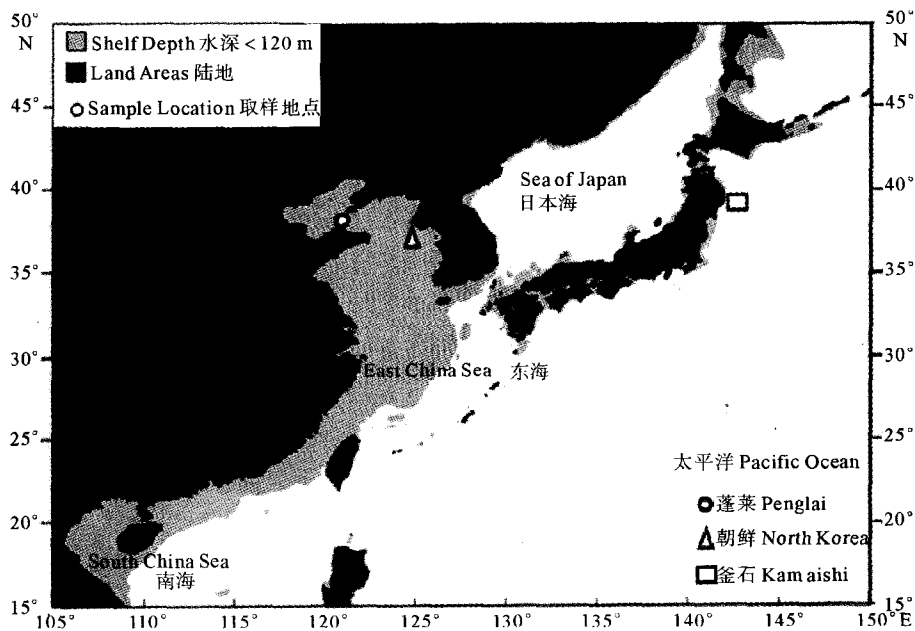 50°
N
Shelf Depth 水深 < 120 m
Land Areas 陆地
Sample Location 取样地点
45°
40°
35°
30°
25°
20°
15°
50°
N
45°
40°
35°
30°
25°
20°
15°
Sea of Japan
日本海
East China Sea 东海
太平洋 Pacific Ocean
蓬莱 Penglai
朝鲜 North Korea
釜石 Kamaishi
South China Sea
南海
105°
110°
115°
120°
125°
130°
135°
140°
145°
150°E